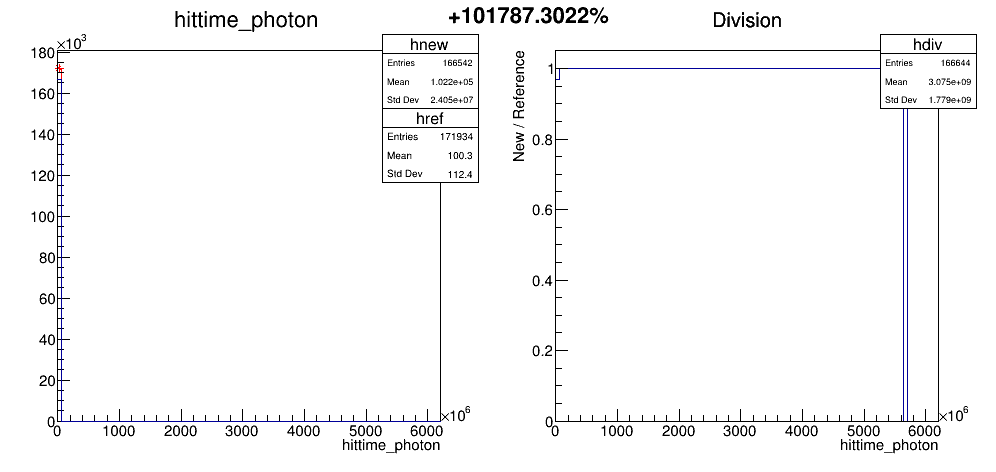 +101787.3022%
hittime_photon
×10³
180
160
140
120
100
80
60
40
20
0
0 1000 2000 3000 4000 5000 6000
×10⁶
hittime_photon
hnew
Entries 166542
Mean 1.022e+05
Std Dev 2.405e+07
href
Entries 171934
Mean 100.3
Std Dev 112.4
Division
New / Reference
1
0.8
0.6
0.4
0.2
0
0 1000 2000 3000 4000 5000 6000
×10⁶
hittime_photon
hdiv
Entries 166644
Mean 3.075e+09
Std Dev 1.779e+09